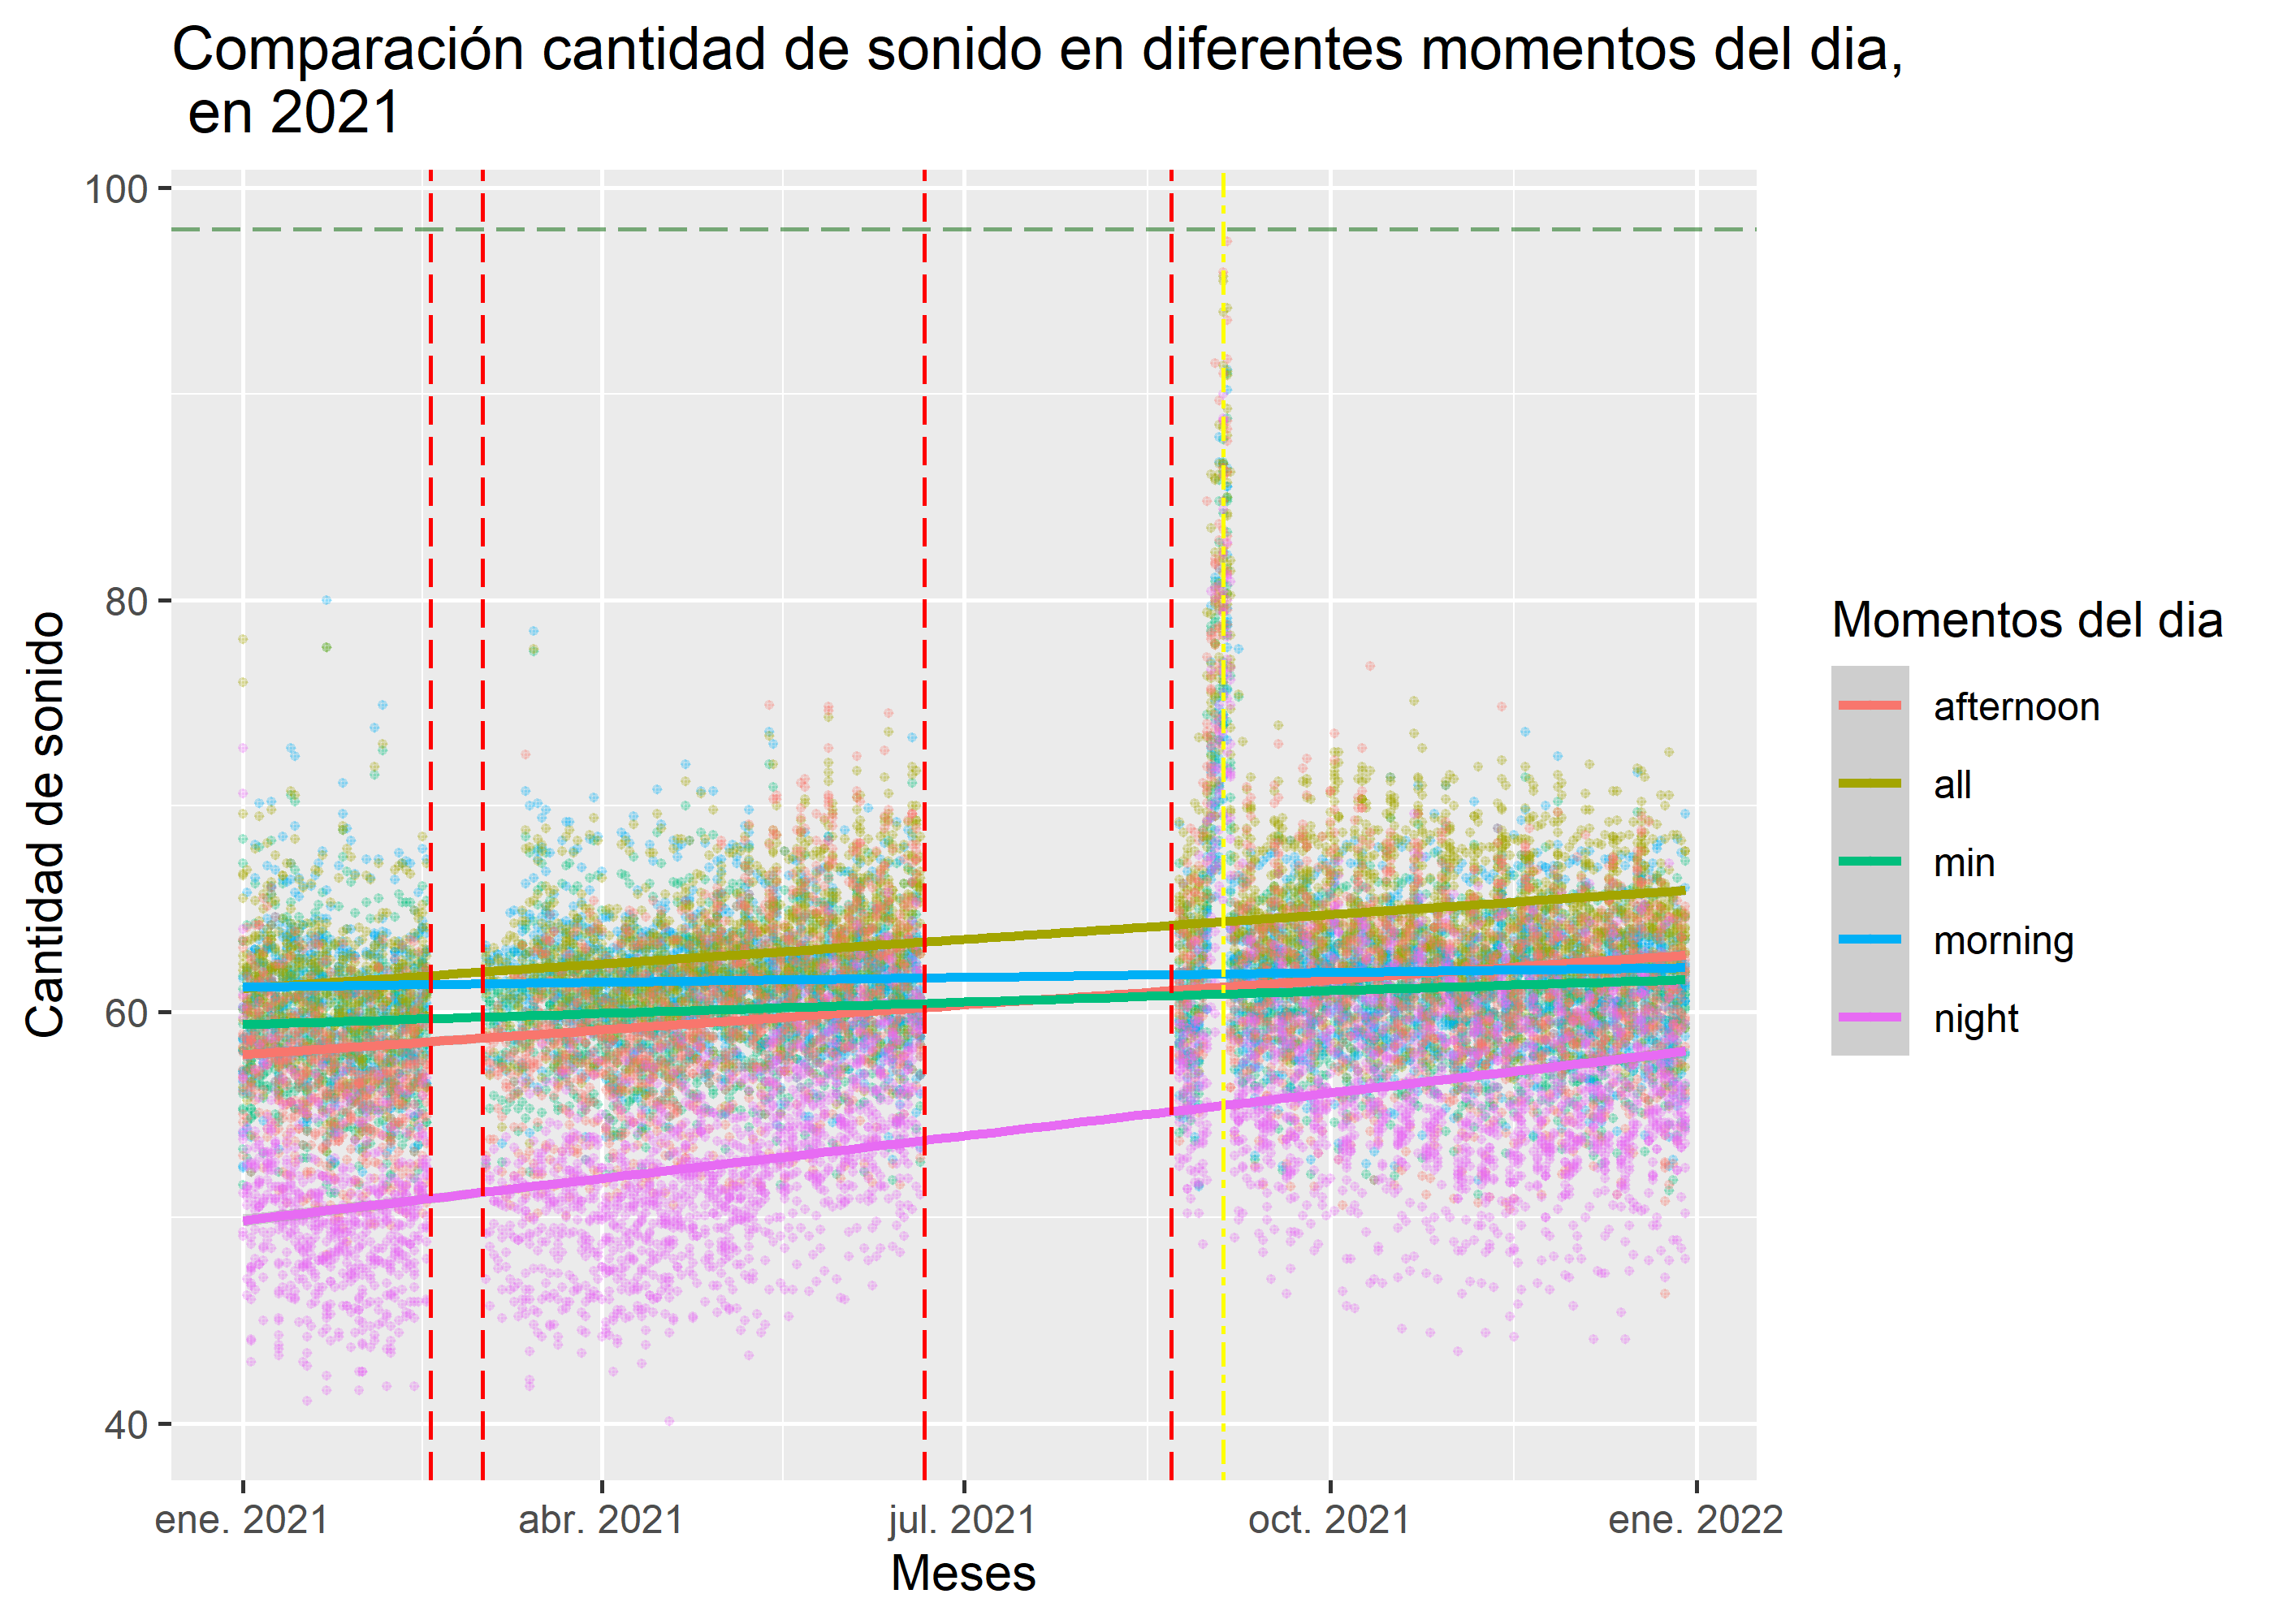 Comparación cantidad de sonido en diferentes momentos del dia,
en 2021
Cantidad de sonido
100
80
60
40
ene. 2021
abr. 2021
jul. 2021
oct. 2021
ene. 2022
Meses
Momentos del dia
afternoon
all
min
morning
night